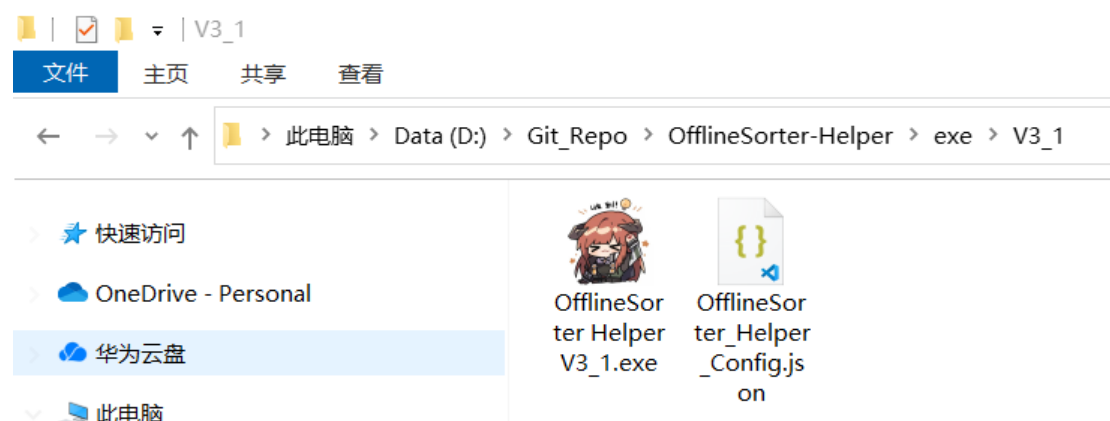 V3_1
文件 主页 共享 查看
此电脑 Data (D:) Git_Repo OfflineSorter-Helper exe V3_1
快速访问
OneDrive - Personal
华为云盘
此电脑
OfflineSor
ter Helper
V3_1.exe
OfflineSor
ter_Helper
_Config.js
on